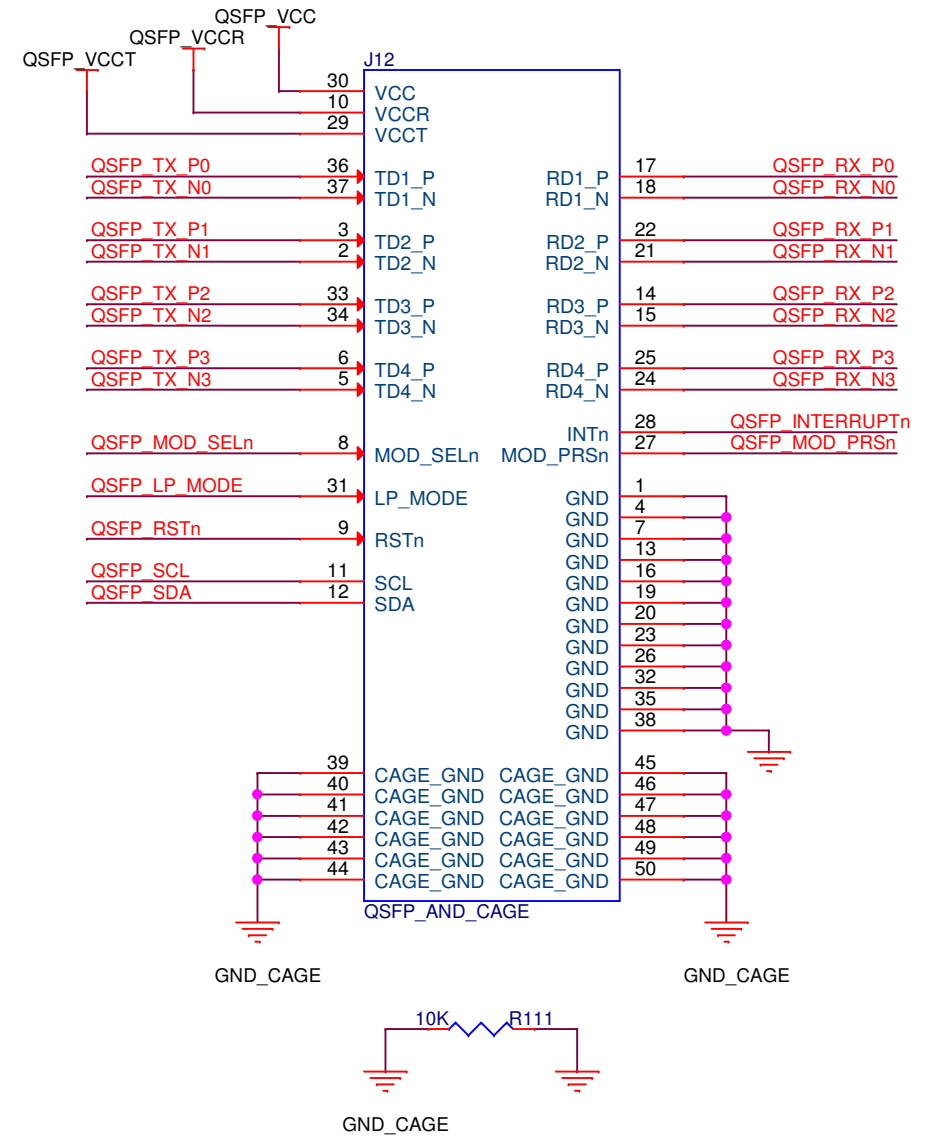 QSFP_VCC
QSFP_VCCR
QSFP_VCCT
J12
30 VCC
10 VCCR
29 VCCT
QSFP_TX_P0 36 TD1_P RD1_P 17 QSFP_RX_P0
QSFP_TX_N0 37 TD1_N RD1_N 18 QSFP_RX_N0
QSFP_TX_P1 3 TD2_P RD2_P 22 QSFP_RX_P1
QSFP_TX_N1 2 TD2_N RD2_N 21 QSFP_RX_N1
QSFP_TX_P2 33 TD3_P RD3_P 14 QSFP_RX_P2
QSFP_TX_N2 34 TD3_N RD3_N 15 QSFP_RX_N2
QSFP_TX_P3 6 TD4_P RD4_P 25 QSFP_RX_P3
QSFP_TX_N3 5 TD4_N RD4_N 24 QSFP_RX_N3
INTn 28 QSFP_INTERRUPTn
QSFP_MOD_SELn 8 MOD_SELn MOD_PRSn 27 QSFP_MOD_PRSn
QSFP_LP_MODE 31 LP_MODE GND 1
GND 4
QSFP_RSTn 9 RSTn GND 7
GND 13
QSFP_SCL 11 SCL GND 16
QSFP_SDA 12 SDA GND 19
GND 20
GND 23
GND 26
GND 32
GND 35
GND 38
39 CAGE_GND CAGE_GND 45
40 CAGE_GND CAGE_GND 46
41 CAGE_GND CAGE_GND 47
42 CAGE_GND CAGE_GND 48
43 CAGE_GND CAGE_GND 49
44 CAGE_GND CAGE_GND 50
QSFP_AND_CAGE
GND_CAGE GND_CAGE
10K R111
GND_CAGE